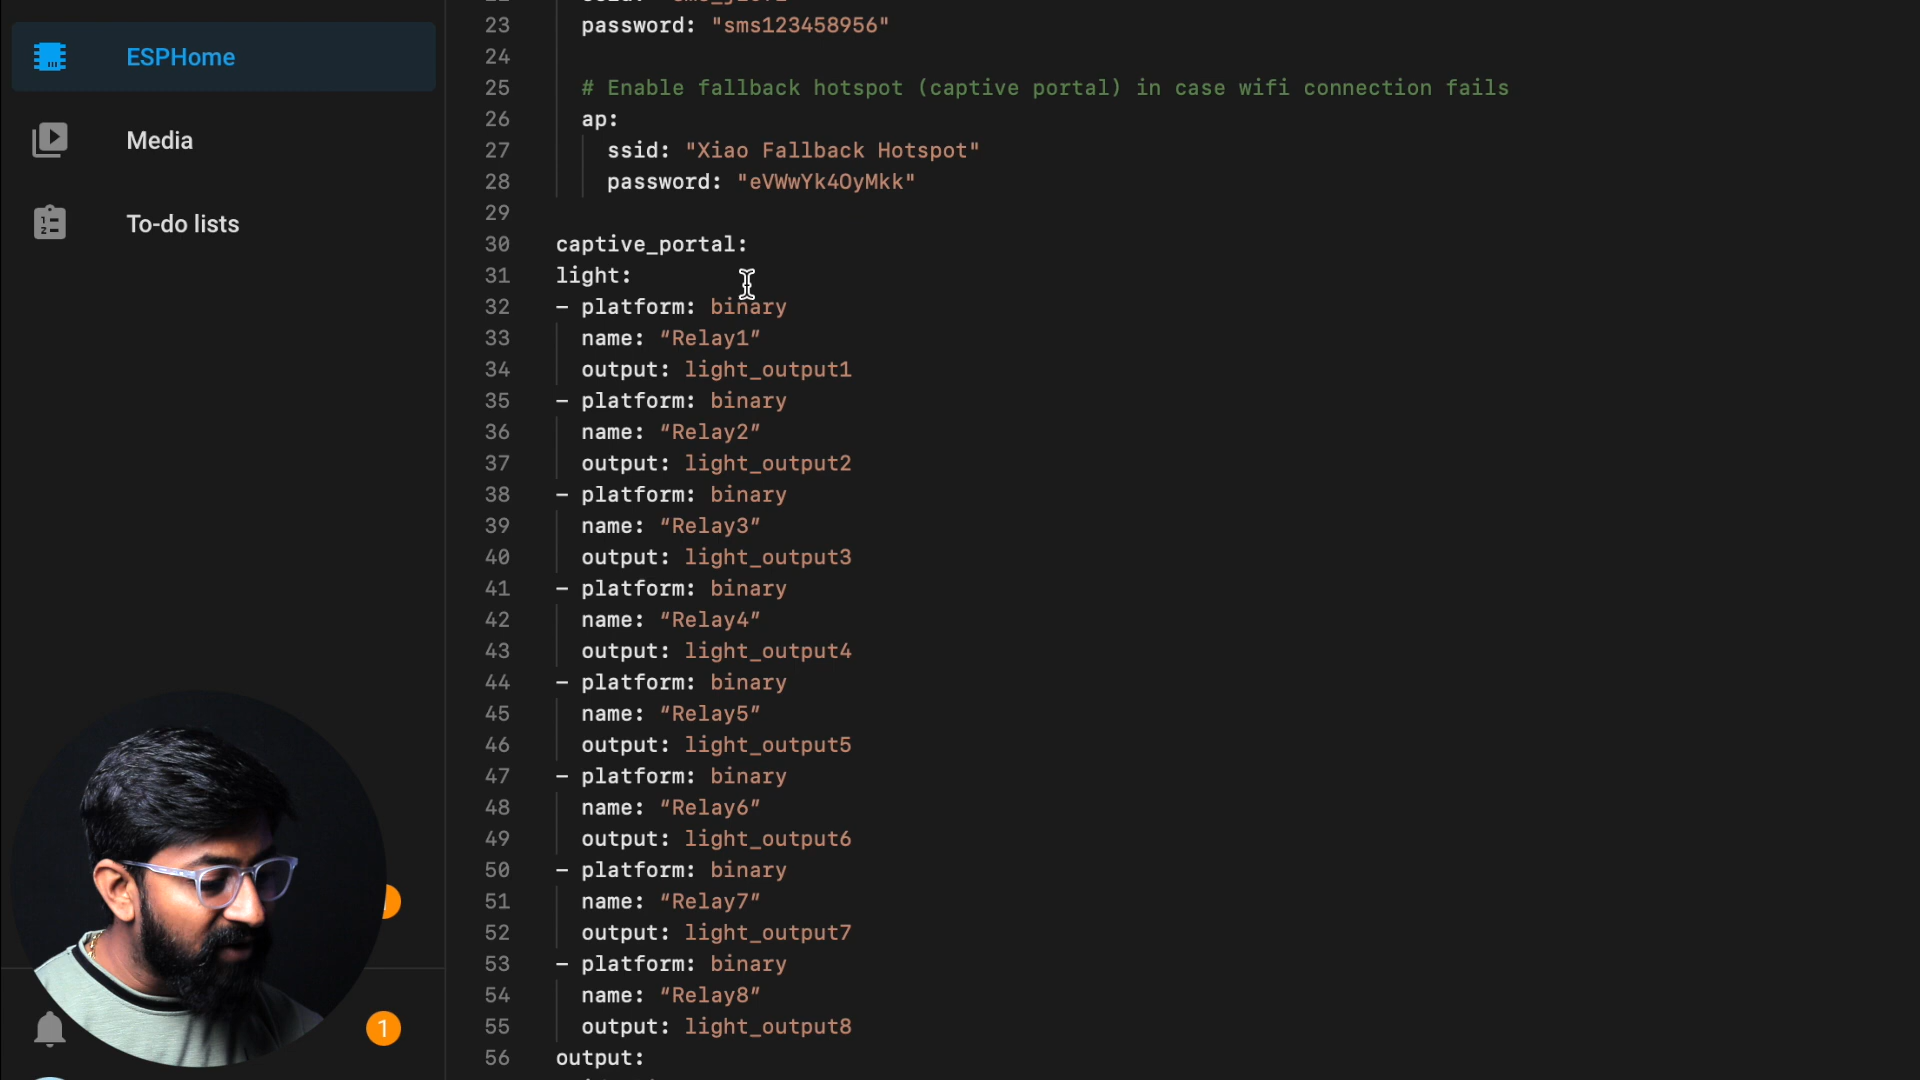 ESPHome
Media
To-do lists
1
23 password: "sms123458956"
24
25 # Enable fallback hotspot (captive portal) in case wifi connection fails
26 ap:
27 ssid: "Xiao Fallback Hotspot"
28 password: "eVWwYk4OyMkk"
29
30 captive_portal:
31 light:
32 - platform: binary
33 name: “Relay1”
34 output: light_output1
35 - platform: binary
36 name: “Relay2”
37 output: light_output2
38 - platform: binary
39 name: “Relay3”
40 output: light_output3
41 - platform: binary
42 name: “Relay4”
43 output: light_output4
44 - platform: binary
45 name: “Relay5”
46 output: light_output5
47 - platform: binary
48 name: “Relay6”
49 output: light_output6
50 - platform: binary
51 name: “Relay7”
52 output: light_output7
53 - platform: binary
54 name: “Relay8”
55 output: light_output8
56 output: